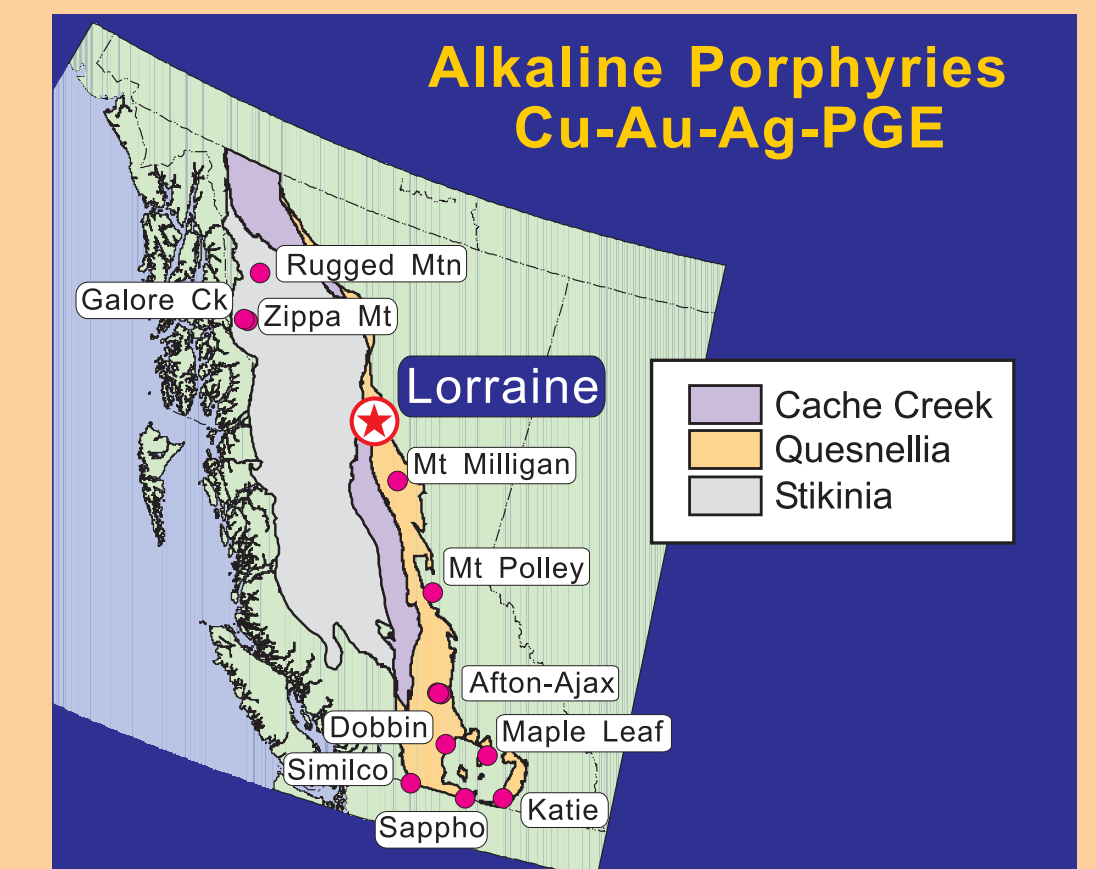 Alkaline Porphyries
Cu-Au-Ag-PGE
Rugged Mtn
Galore Ck
Zippa Mt
Lorraine
Cache Creek
Quesnellia
Stikinia
Mt Milligan
Mt Polley
Afton-Ajax
Dobbin
Maple Leaf
Similco
Katie
Sappho